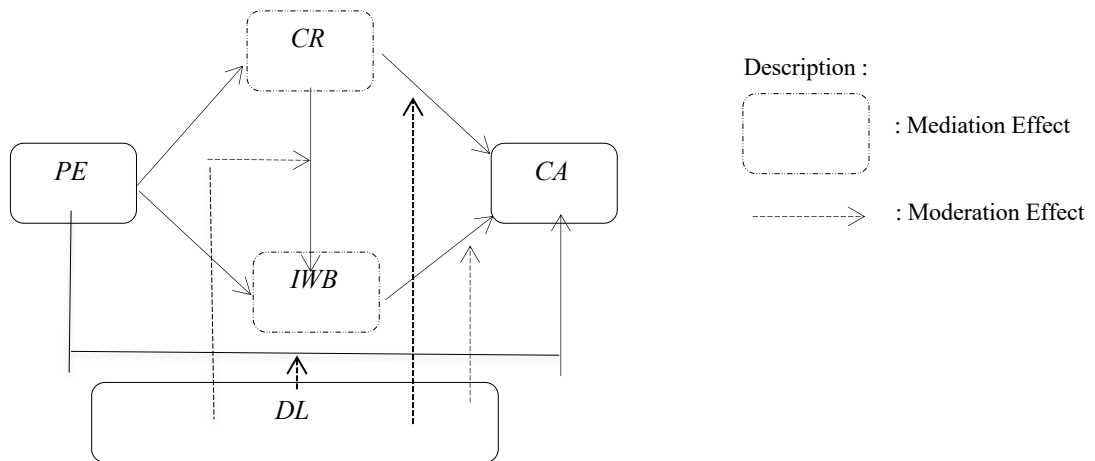 CR
Description :
: Mediation Effect
PE
CA
: Moderation Effect
IWB
DL